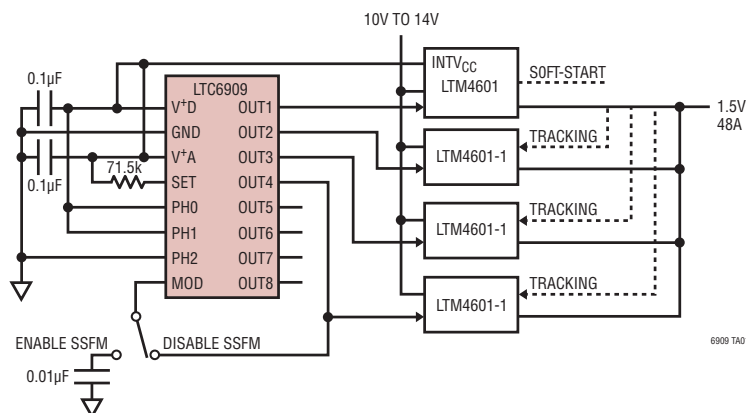 10V TO 14V
0.1µF
LTC6909
V+D OUT1
GND OUT2
V+A OUT3
SET OUT4
PH0 OUT5
PH1 OUT6
PH2 OUT7
MOD OUT8
0.1µF
71.5k
INTVCC
LTM4601
SOFT-START
1.5V
48A
TRACKING
LTM4601-1
TRACKING
LTM4601-1
TRACKING
LTM4601-1
ENABLE SSFM
DISABLE SSFM
0.01µF
6909 TA0